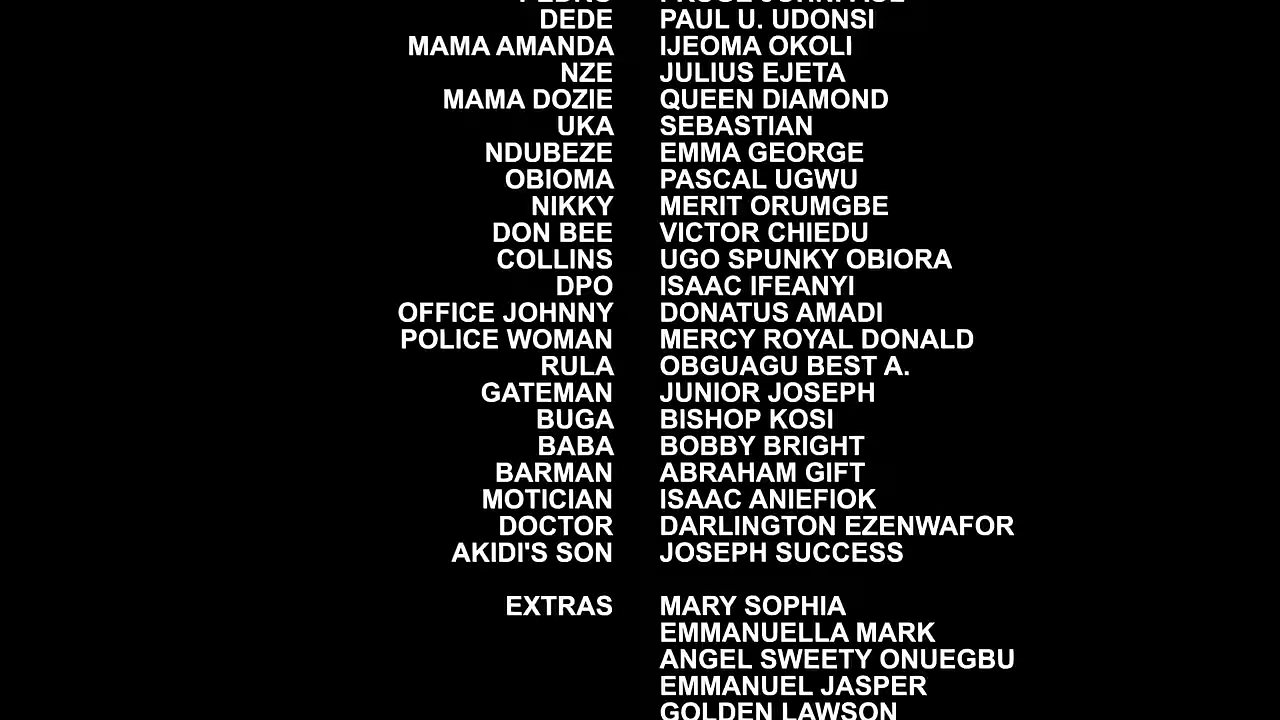 DEDE PAUL U. UDONSI
MAMA AMANDA IJEOMA OKOLI
NZE JULIUS EJETA
MAMA DOZIE QUEEN DIAMOND
UKA SEBASTIAN
NDUBEZE EMMA GEORGE
OBIOMA PASCAL UGWU
NIKKY MERIT ORUMGBE
DON BEE VICTOR CHIEDU
COLLINS UGO SPUNKY OBIORA
DPO ISAAC IFEANYI
OFFICE JOHNNY DONATUS AMADI
POLICE WOMAN MERCY ROYAL DONALD
RULA OBGUAGU BEST A.
GATEMAN JUNIOR JOSEPH
BUGA BISHOP KOSI
BABA BOBBY BRIGHT
BARMAN ABRAHAM GIFT
MOTICIAN ISAAC ANIEFIOK
DOCTOR DARLINGTON EZENWAFOR
AKIDI'S SON JOSEPH SUCCESS
EXTRAS MARY SOPHIA
EMMANUELLA MARK
ANGEL SWEETY ONUEGBU
EMMANUEL JASPER
GOLDEN LAWSON